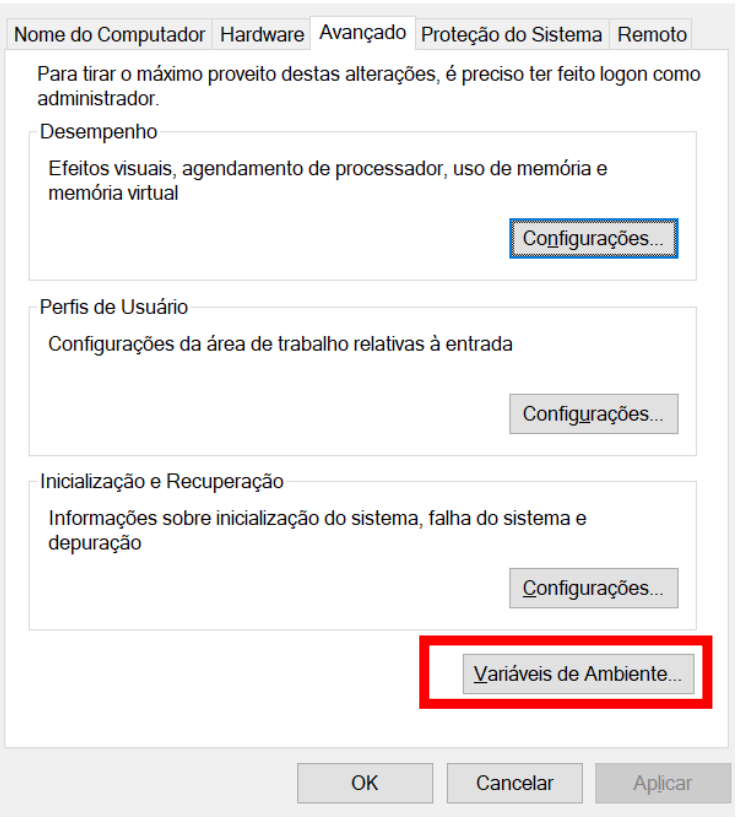 Nome do Computador Hardware Avançado Proteção do Sistema Remoto
Para tirar o máximo proveito destas alterações, é preciso ter feito logon como
administrador.
Desempenho
Efeitos visuais, agendamento de processador, uso de memória e
memória virtual
Configurações...
Perfis de Usuário
Configurações da área de trabalho relativas à entrada
Configurações...
Inicialização e Recuperação
Informações sobre inicialização do sistema, falha do sistema e
depuração
Configurações...
Variáveis de Ambiente...
OK Cancelar Aplicar